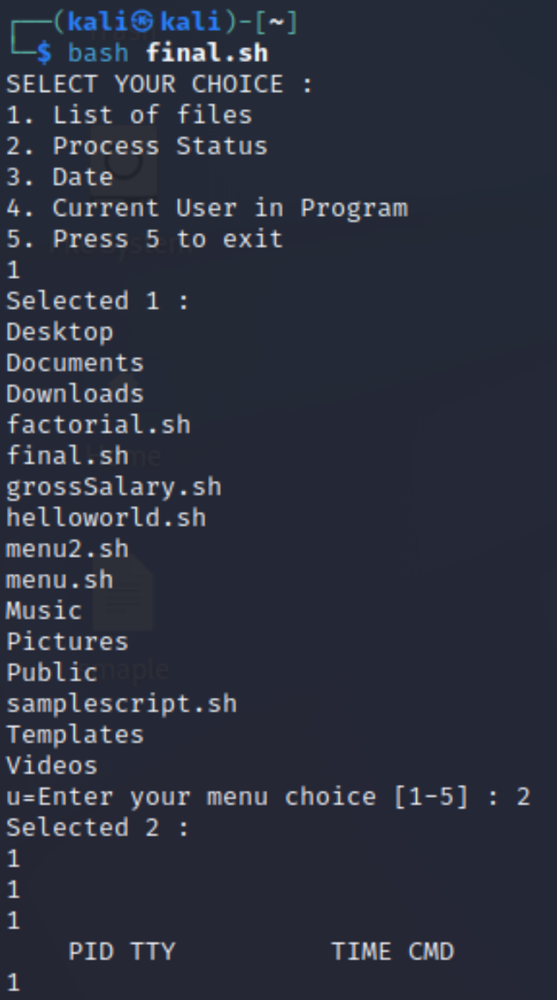 ┌──(kali㉿kali)-[~]
└─$ bash final.sh
SELECT YOUR CHOICE :
1. List of files
2. Process Status
3. Date
4. Current User in Program
5. Press 5 to exit
1
Selected 1 :
Desktop
Documents
Downloads
factorial.sh
final.sh
grossSalary.sh
helloworld.sh
menu2.sh
menu.sh
Music
Pictures
Public
samplescript.sh
Templates
Videos
u=Enter your menu choice [1-5] : 2
Selected 2 :
1
1
1
    PID TTY          TIME CMD
1